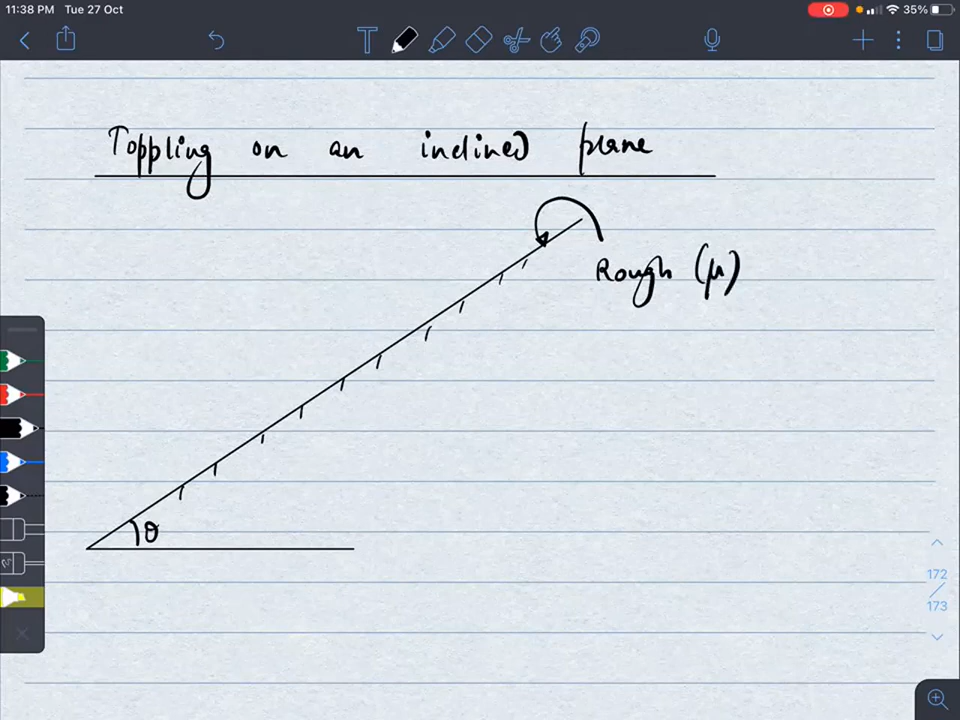 11:38 PM Tue 27 Oct
35%
T
Toppling on an inclined plane
Rough (μ)
θ
172
173